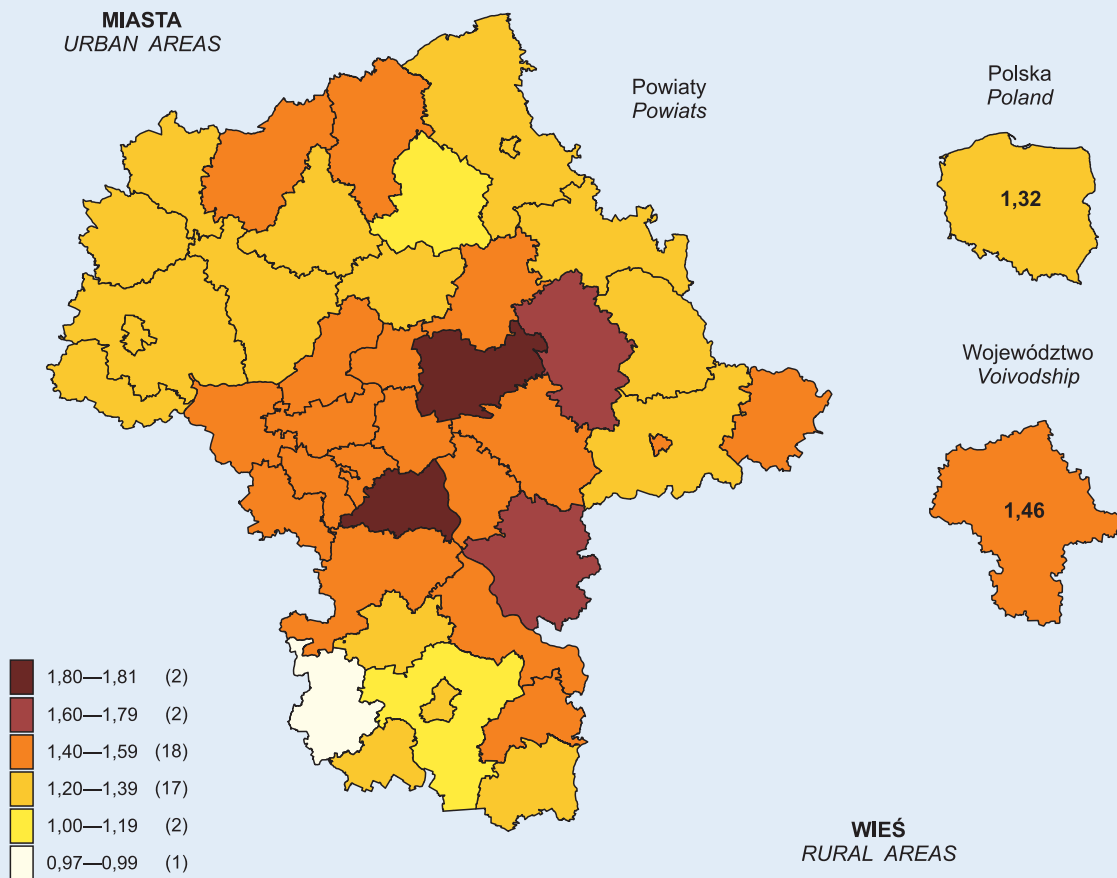 MIASTA
URBAN AREAS
Powiaty
Powiats
Polska
Poland
1,32
Województwo
Voivodship
1,46
1,80—1,81 (2)
1,60—1,79 (2)
1,40—1,59 (18)
1,20—1,39 (17)
1,00—1,19 (2)
0,97—0,99 (1)
WIEŚ
RURAL AREAS